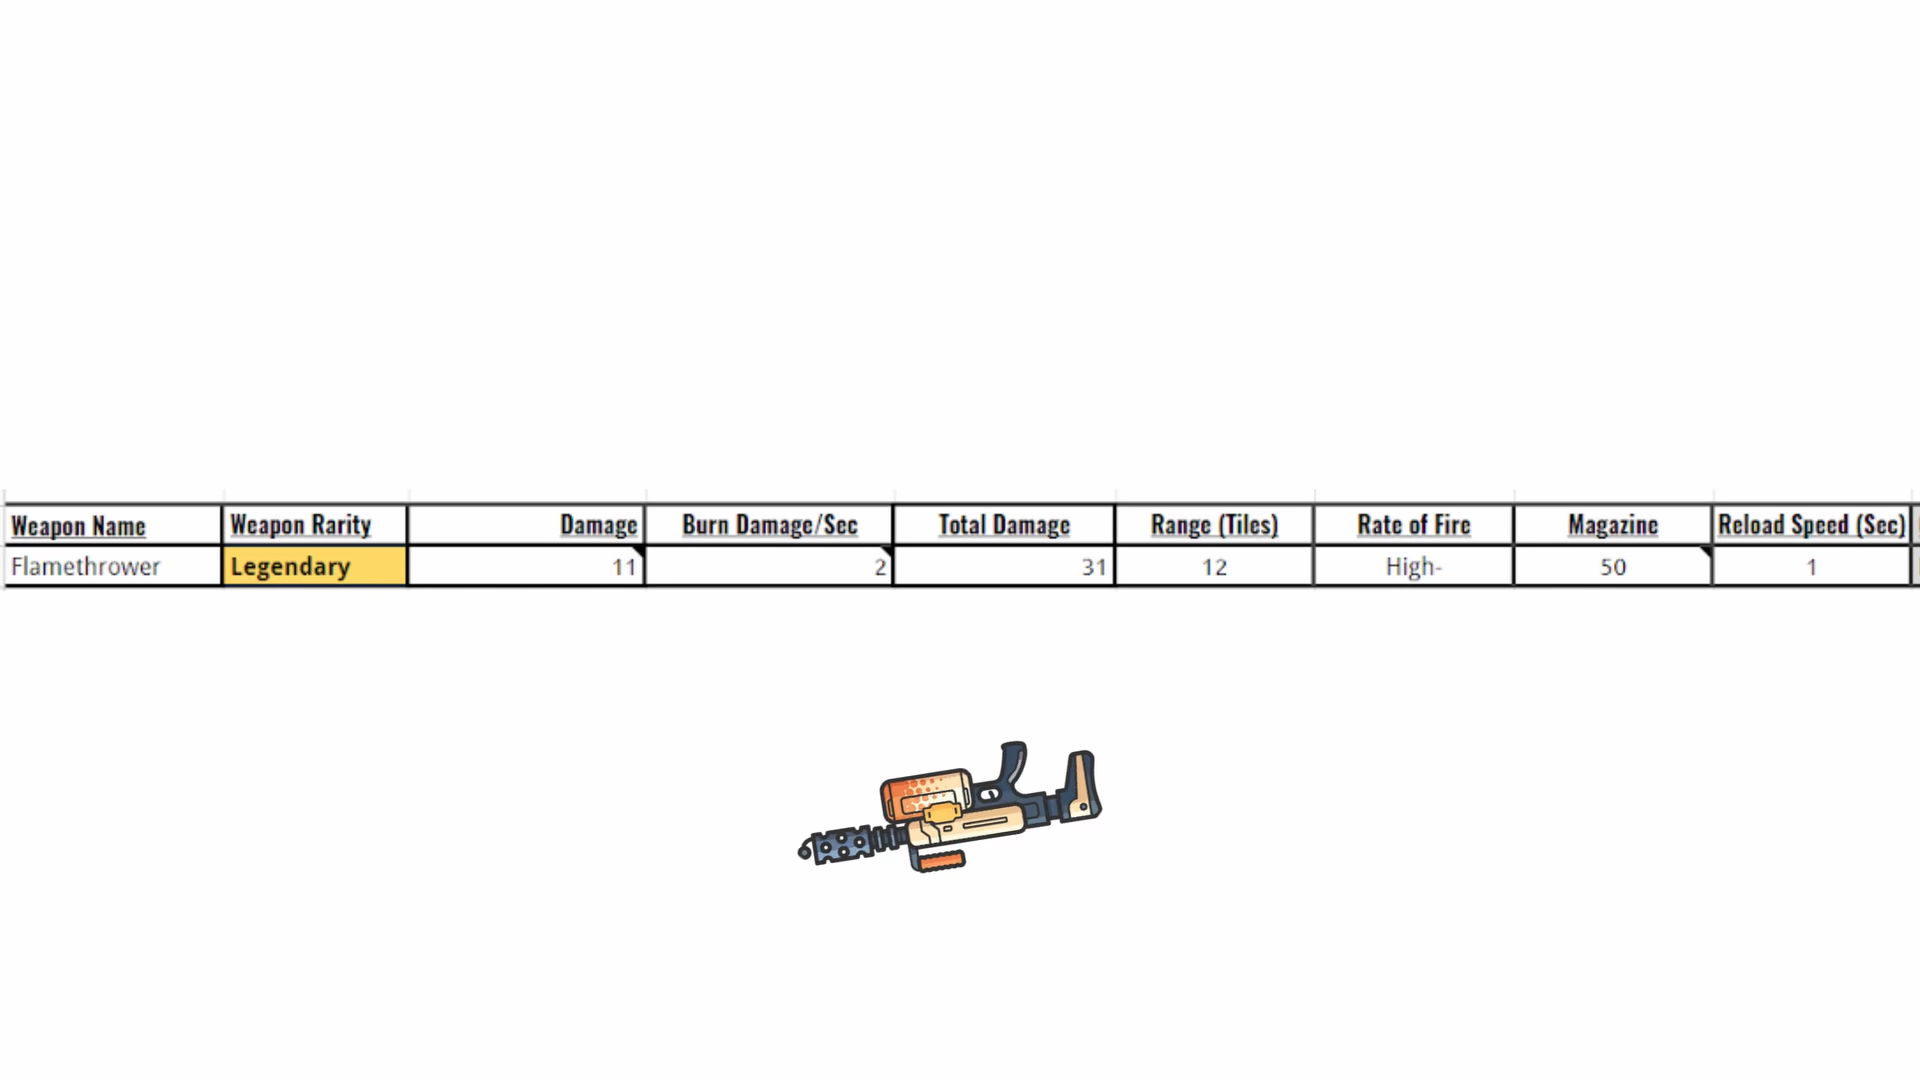 Weapon Name Weapon Rarity Damage Burn Damage/Sec Total Damage Range (Tiles) Rate of Fire Magazine Reload Speed (Sec)
Flamethrower Legendary 11 2 31 12 High- 50 1